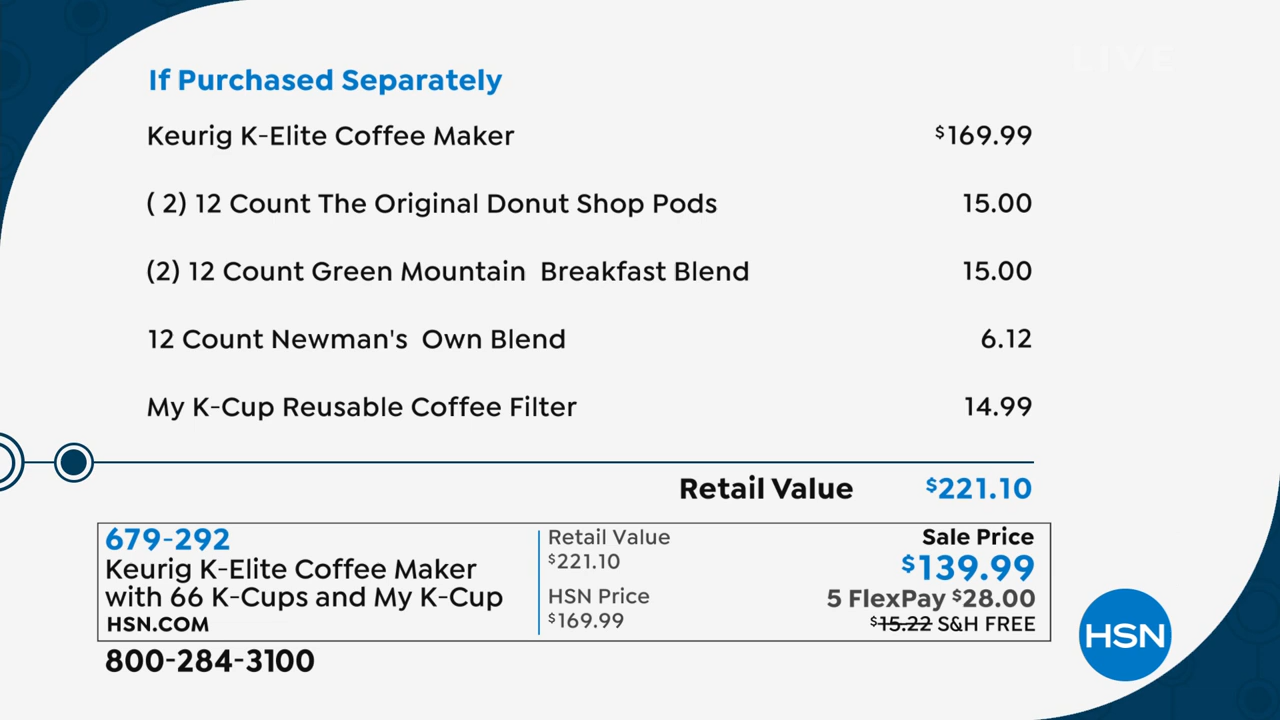 LIVE
If Purchased Separately
Keurig K-Elite Coffee Maker $169.99
( 2) 12 Count The Original Donut Shop Pods 15.00
(2) 12 Count Green Mountain  Breakfast Blend 15.00
12 Count Newman's  Own Blend 6.12
My K-Cup Reusable Coffee Filter 14.99
Retail Value $221.10
679-292
Keurig K-Elite Coffee Maker
with 66 K-Cups and My K-Cup
HSN.COM
Retail Value
$221.10
HSN Price
$169.99
Sale Price
$139.99
5 FlexPay $28.00
$15.22 S&H FREE
800-284-3100
HSN